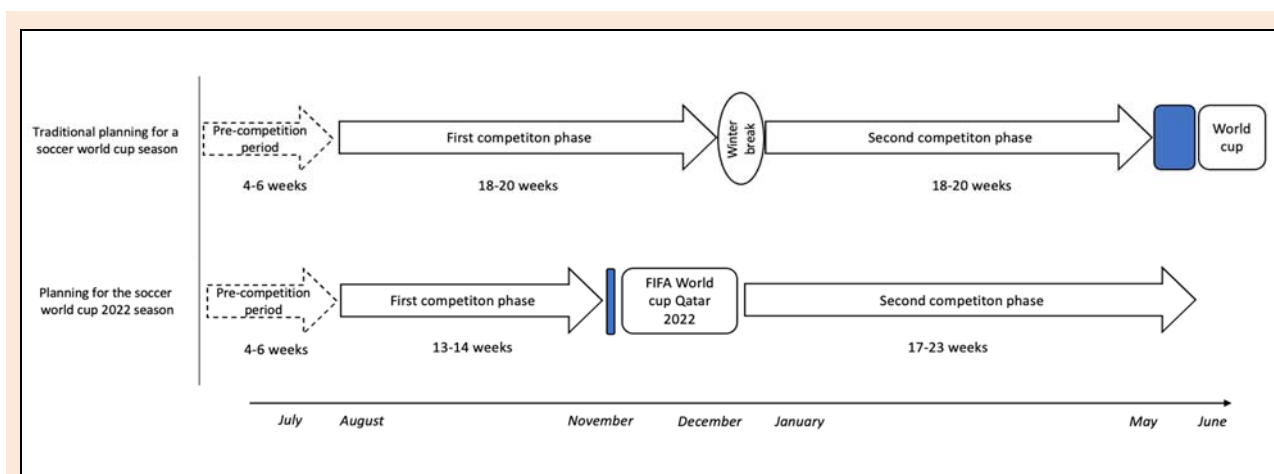 Traditional planning for a
soccer world cup season
Pre-competition
period
First competiton phase
Winter
break
Second competiton phase
World
cup
4-6 weeks
18-20 weeks
18-20 weeks
Planning for the soccer
world cup 2022 season
Pre-competition
period
First competiton phase
FIFA World
cup Qatar
2022
Second competiton phase
4-6 weeks
13-14 weeks
17-23 weeks
July
August
November
December
January
May
June